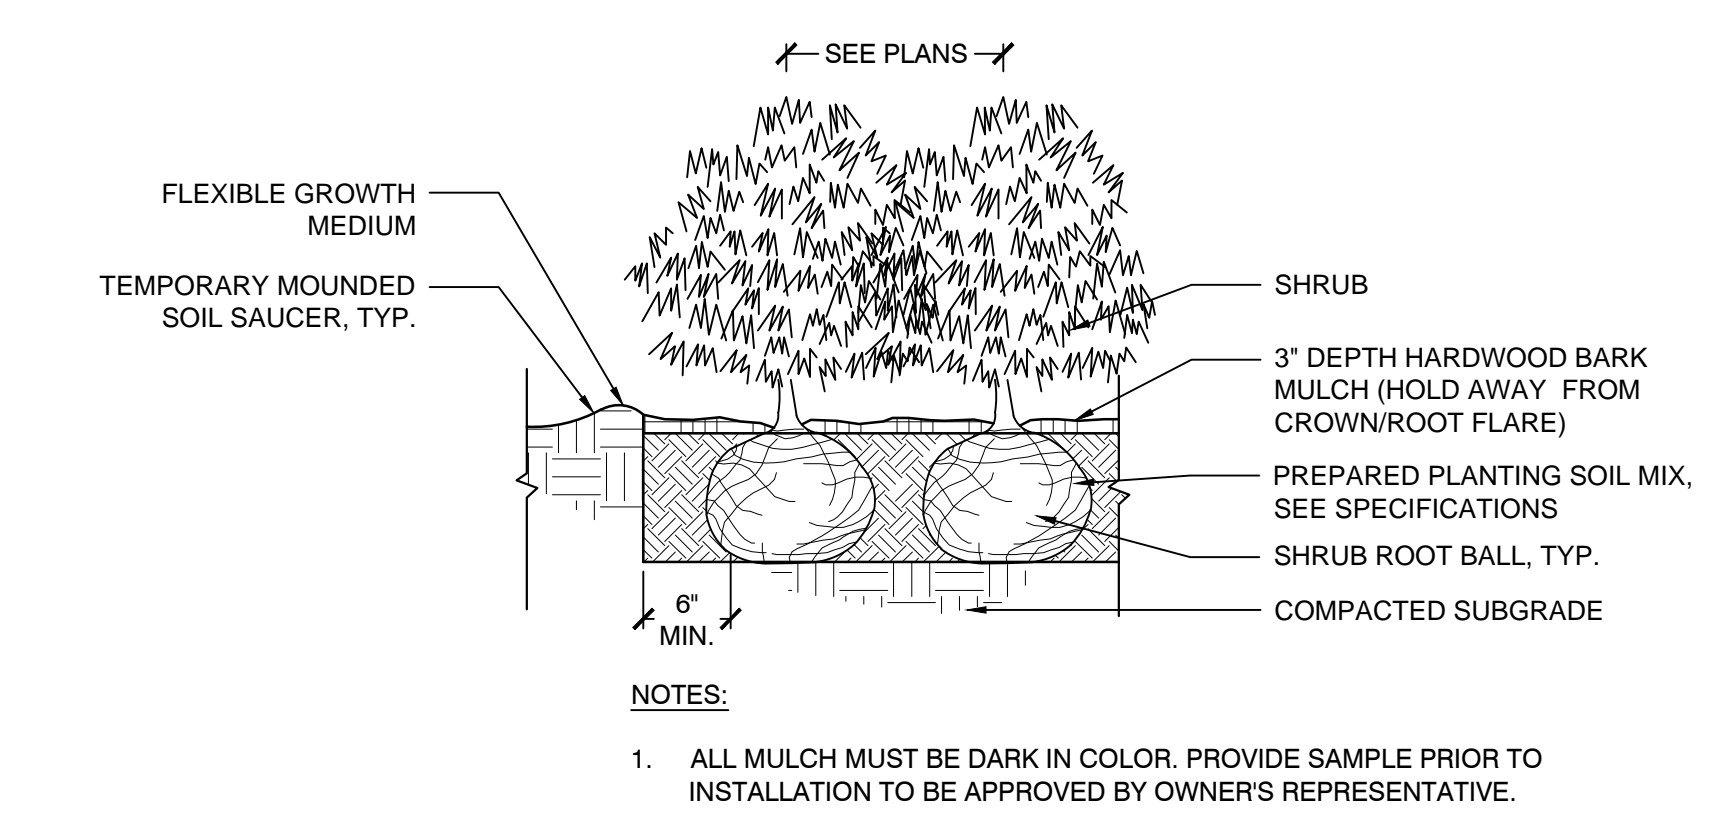 SEE PLANS
FLEXIBLE GROWTH
MEDIUM
TEMPORARY MOUNDED
SOIL SAUCER, TYP.
SHRUB
3" DEPTH HARDWOOD BARK
MULCH (HOLD AWAY FROM
CROWN/ROOT FLARE)
PREPARED PLANTING SOIL MIX,
SEE SPECIFICATIONS
SHRUB ROOT BALL, TYP.
COMPACTED SUBGRADE
6"
MIN.
NOTES:
1. ALL MULCH MUST BE DARK IN COLOR. PROVIDE SAMPLE PRIOR TO
INSTALLATION TO BE APPROVED BY OWNER'S REPRESENTATIVE.